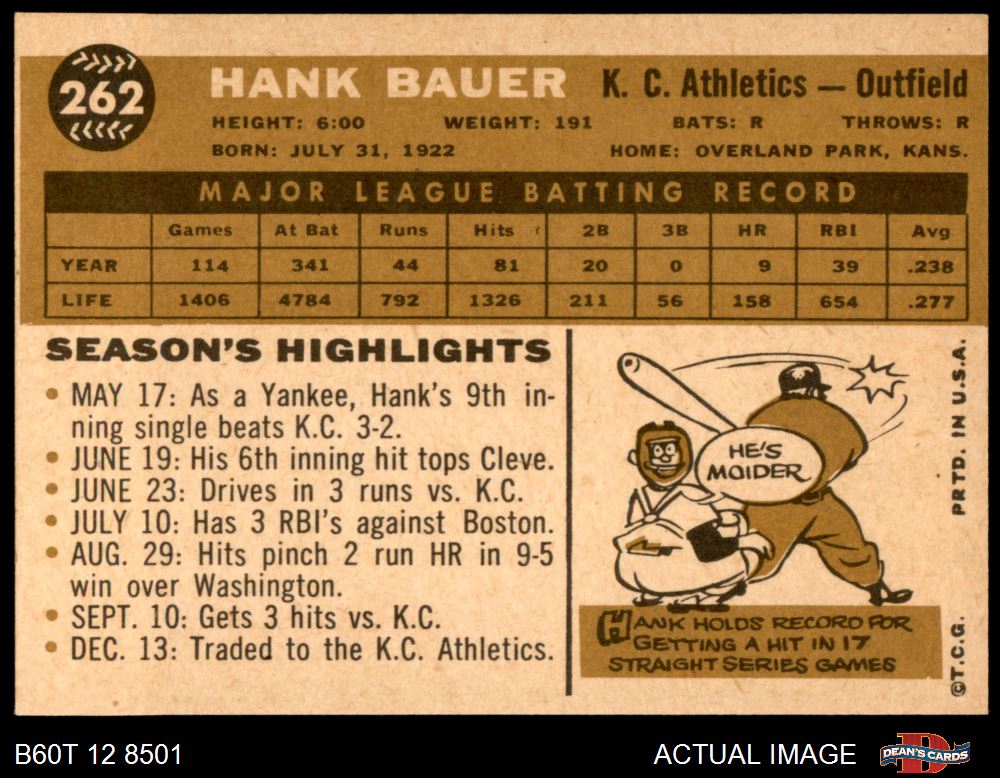 262
HANK BAUER K. C. Athletics — Outfield
HEIGHT: 6:00 WEIGHT: 191 BATS: R THROWS: R
BORN: JULY 31, 1922 HOME: OVERLAND PARK, KANS.
MAJOR LEAGUE BATTING RECORD
Games At Bat Runs Hits 2B 3B HR RBI Avg
YEAR 114 341 44 81 20 0 9 39 .238
LIFE 1406 4784 792 1326 211 56 158 654 .277
SEASON'S HIGHLIGHTS
• MAY 17: As a Yankee, Hank's 9th in-
ning single beats K.C. 3-2.
• JUNE 19: His 6th inning hit tops Cleve.
• JUNE 23: Drives in 3 runs vs. K.C.
• JULY 10: Has 3 RBI's against Boston.
• AUG. 29: Hits pinch 2 run HR in 9-5
win over Washington.
• SEPT. 10: Gets 3 hits vs. K.C.
• DEC. 13: Traded to the K.C. Athletics.
HE'S
MOIDER
HANK HOLDS RECORD FOR
GETTING A HIT IN 17
STRAIGHT SERIES GAMES
©T.C.G. PRTD. IN U.S.A.
B60T 12 8501 ACTUAL IMAGE DEAN'S CARDS